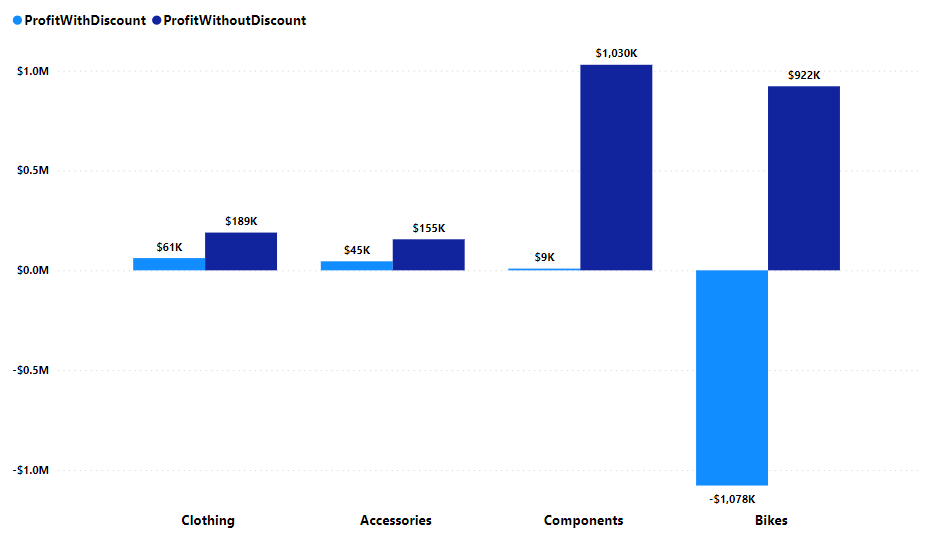 ProfitWithDiscount ProfitWithoutDiscount
$1,030K
$1.0M
$922K
$0.5M
$189K
$155K
$61K
$45K
$9K
$0.0M
-$0.5M
-$1.0M
-$1,078K
Clothing Accessories Components Bikes